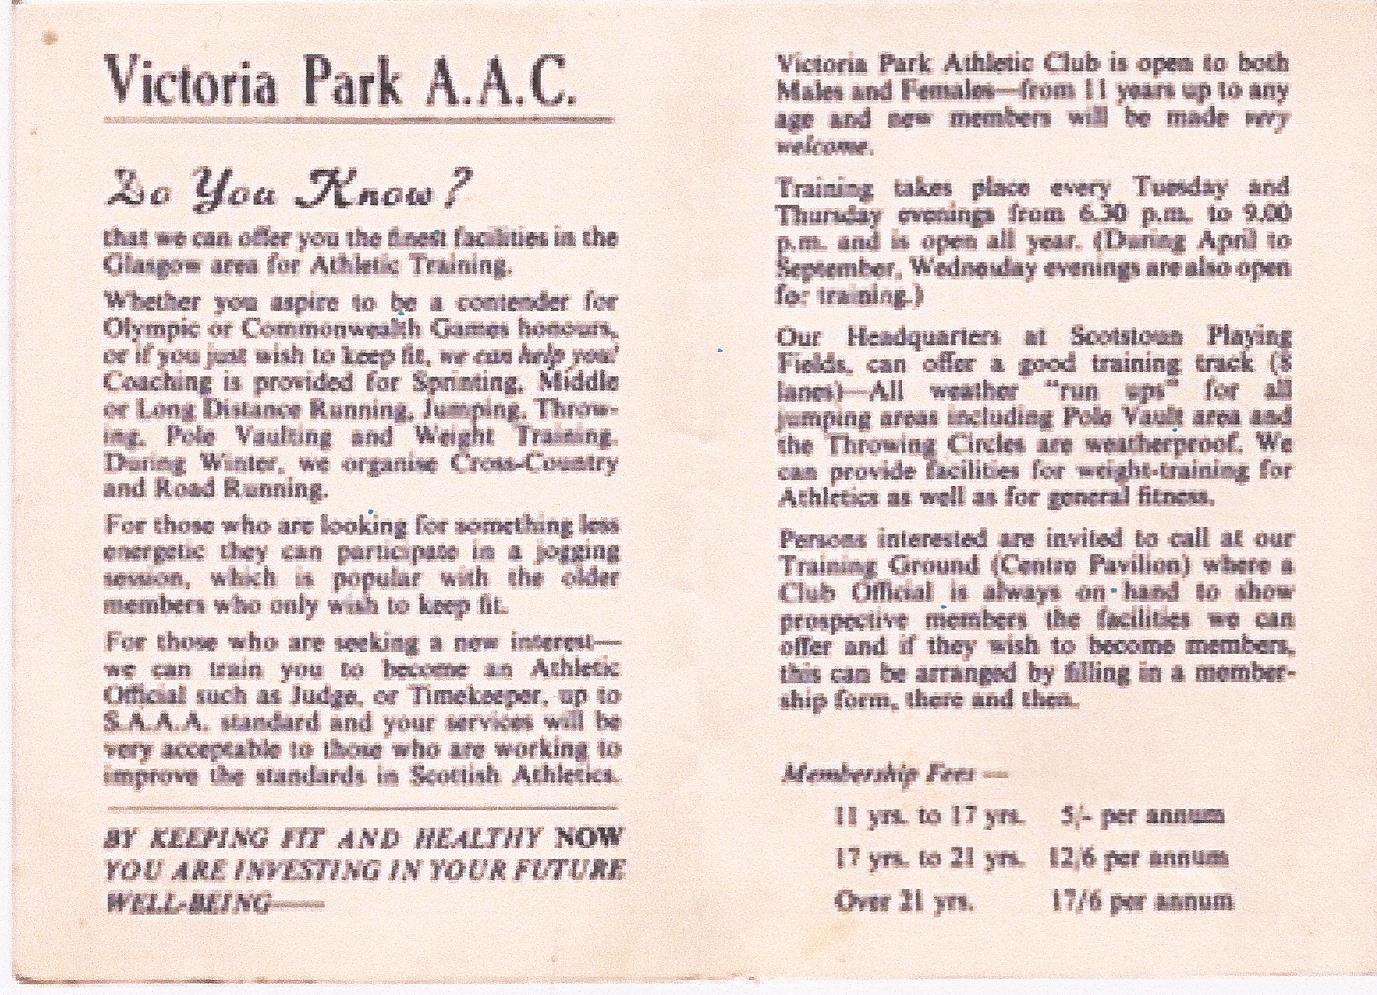 Victoria Park A.A.C.
Do You Know?
that we can offer you the finest facilities in the
Glasgow area for Athletic Training.
Whether you aspire to be a contender for
Olympic or Commonwealth Games honours,
or if you just wish to keep fit, we can help you!
Coaching is provided for Sprinting, Middle
or Long Distance Running, Jumping, Throw-
ing, Pole Vaulting and Weight Training.
During Winter, we organise Cross-Country
and Road Running.
For those who are looking for something less
energetic they can participate in a jogging
session, which is popular with the older
members who only wish to keep fit.
For those who are seeking a new interest—
we can train you to become an Athletic
Official such as Judge, or Timekeeper, up to
S.A.A.A. standard and your services will be
very acceptable to those who are working to
improve the standards in Scottish Athletics.
BY KEEPING FIT AND HEALTHY NOW
YOU ARE INVESTING IN YOUR FUTURE
WELL-BEING——
Victoria Park Athletic Club is open to both
Males and Females—from 11 years up to any
age and new members will be made very
welcome.
Training takes place every Tuesday and
Thursday evenings from 6.30 p.m. to 9.00
p.m. and is open all year. (During April to
September, Wednesday evenings are also open
for training.)
Our Headquarters at Scotstoun Playing
Fields, can offer a good training track (8
lanes)—All weather "run ups" for all
jumping areas including Pole Vault area and
the Throwing Circles are weatherproof. We
can provide facilities for weight-training for
Athletics as well as for general fitness.
Persons interested are invited to call at our
Training Ground (Centre Pavilion) where a
Club Official is always on hand to show
prospective members the facilities we can
offer and if they wish to become members,
this can be arranged by filling in a member-
ship form, there and then.
Membership Fees —
11 yrs. to 17 yrs. 5/- per annum
17 yrs. to 21 yrs. 12/6 per annum
Over 21 yrs. 17/6 per annum